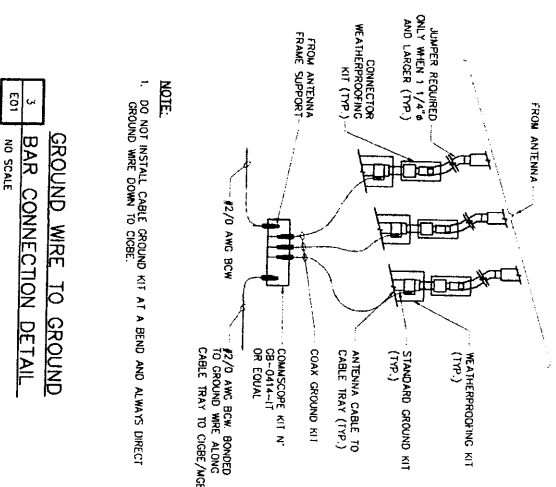 FROM ANTENNA
JUMPER REQUIRED
ONLY WHEN 1 1/4"ø
AND LARGER (TYP.)
CONNECTOR
WEATHERPROOFING
KIT (TYP.)
FROM ANTENNA
FRAME SUPPORT
WEATHERPROOFING KIT
(TYP.)
STANDARD GROUND KIT
(TYP.)
ANTENNA CABLE TO
CABLE TRAY (TYP.)
COAX GROUND KIT
COMMSCOPE KIT N°
GB-0414-IT
OR EQUAL
#2/0 AWG BCW
#2/0 AWG BCW. BONDED
TO GROUND WIRE ALONG
CABLE TRAY TO CIGBE/MGB
NOTE:
1. DO NOT INSTALL CABLE GROUND KIT AT A BEND AND ALWAYS DIRECT
GROUND WIRE DOWN TO CIGBE.
3
E01
GROUND WIRE TO GROUND
BAR CONNECTION DETAIL
NO SCALE